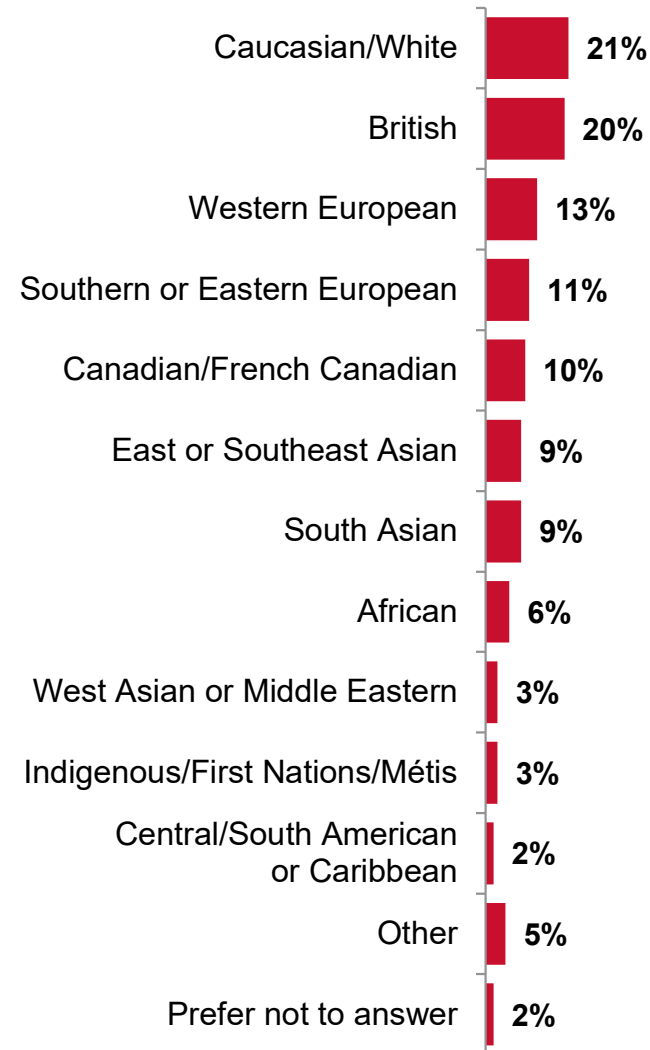 Caucasian/White 21%
British 20%
Western European 13%
Southern or Eastern European 11%
Canadian/French Canadian 10%
East or Southeast Asian 9%
South Asian 9%
African 6%
West Asian or Middle Eastern 3%
Indigenous/First Nations/Métis 3%
Central/South American
or Caribbean 2%
Other 5%
Prefer not to answer 2%